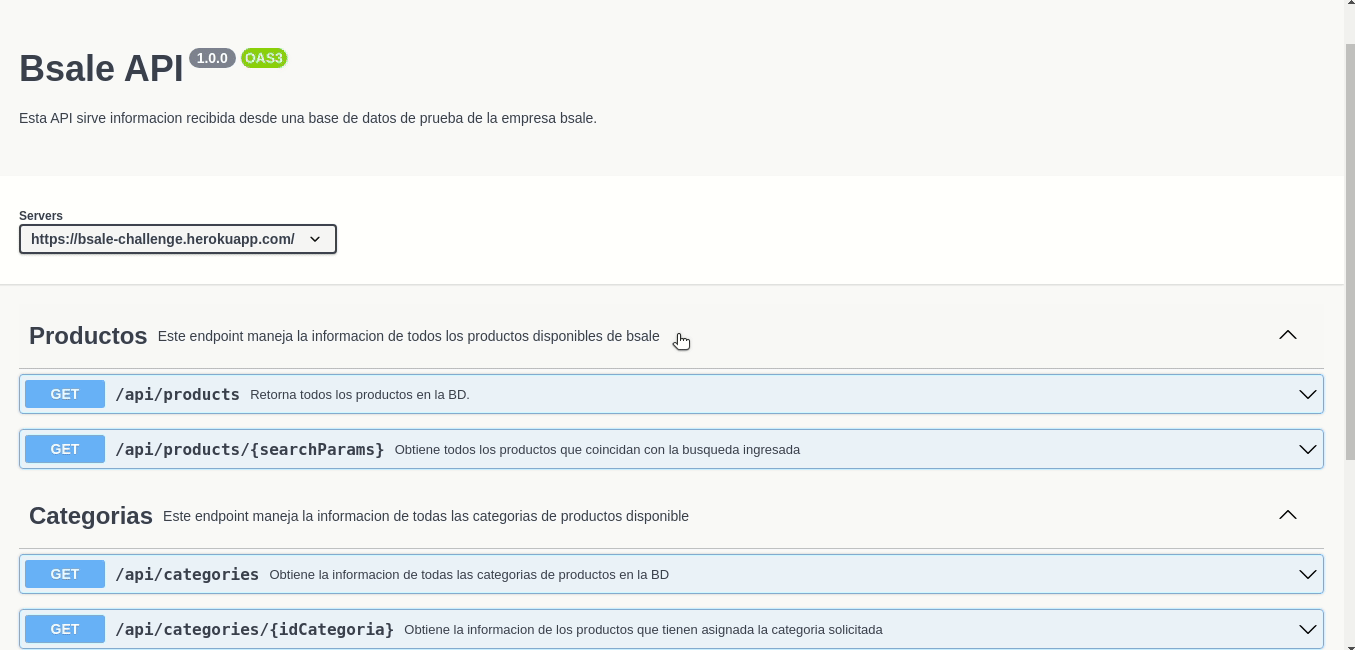 Bsale API 1.0.0 OAS3
Esta API sirve informacion recibida desde una base de datos de prueba de la empresa bsale.
Servers
https://bsale-challenge.herokuapp.com/
Productos Este endpoint maneja la informacion de todos los productos disponibles de bsale
GET /api/products Retorna todos los productos en la BD.
GET /api/products/{searchParams} Obtiene todos los productos que coincidan con la busqueda ingresada
Categorias Este endpoint maneja la informacion de todas las categorias de productos disponible
GET /api/categories Obtiene la informacion de todas las categorias de productos en la BD
GET /api/categories/{idCategoria} Obtiene la informacion de los productos que tienen asignada la categoria solicitada